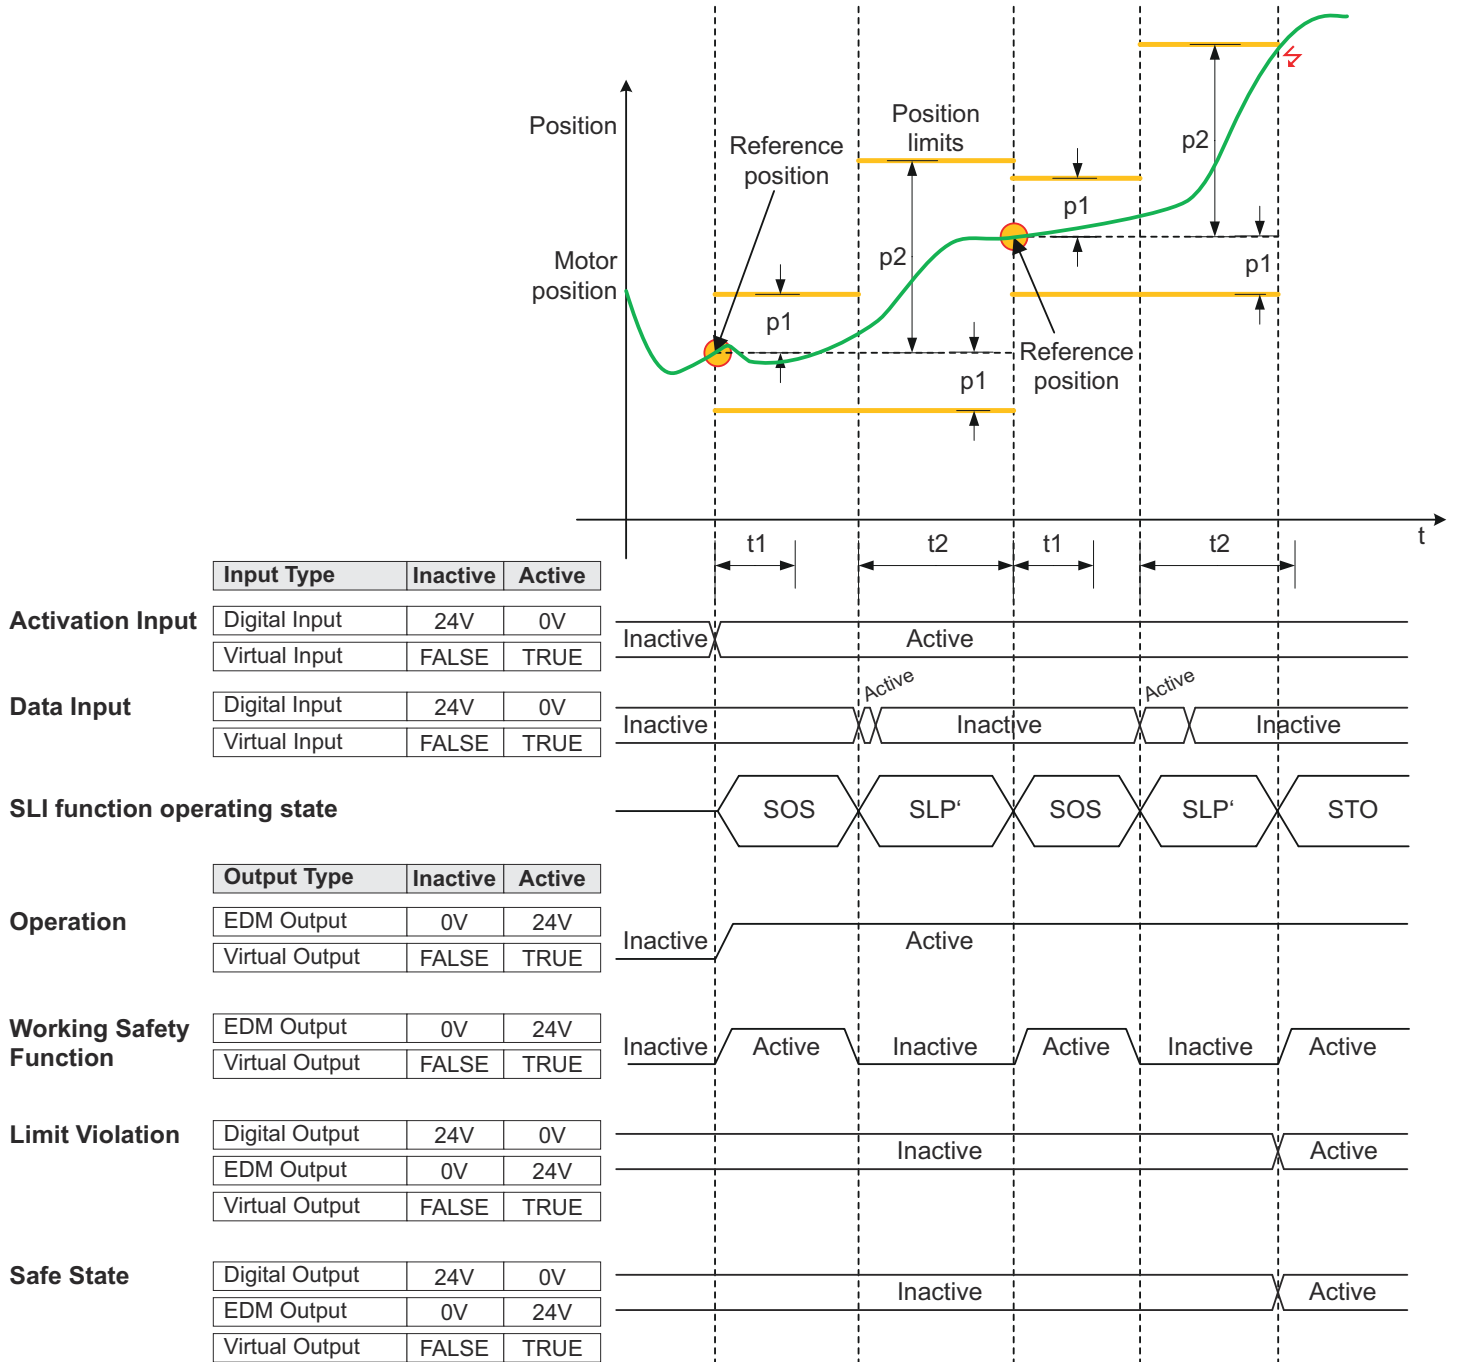 Position
Position
limits
Reference
position
p2
p1
Motor
position
p2
p1
p1
Reference
position
p1
t
t1
t2
t1
t2
Input Type Inactive Active
Activation Input Digital Input 24V 0V
Virtual Input FALSE TRUE
Inactive Active
Data Input Digital Input 24V 0V
Virtual Input FALSE TRUE
Inactive Active Inactive Active Inactive
SLI function operating state SOS SLP‘ SOS SLP‘ STO
Output Type Inactive Active
Operation EDM Output 0V 24V
Virtual Output FALSE TRUE
Inactive Active
Working Safety
Function
EDM Output 0V 24V
Virtual Output FALSE TRUE
Inactive Active Inactive Active Inactive Active
Limit Violation Digital Output 24V 0V
EDM Output 0V 24V
Virtual Output FALSE TRUE
Inactive Active
Safe State Digital Output 24V 0V
EDM Output 0V 24V
Virtual Output FALSE TRUE
Inactive Active